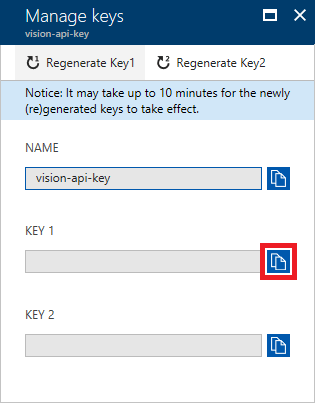 Manage keys
vision-api-key
Regenerate Key1 Regenerate Key2
Notice: It may take up to 10 minutes for the newly
(re)generated keys to take effect.
NAME
vision-api-key
KEY 1
KEY 2